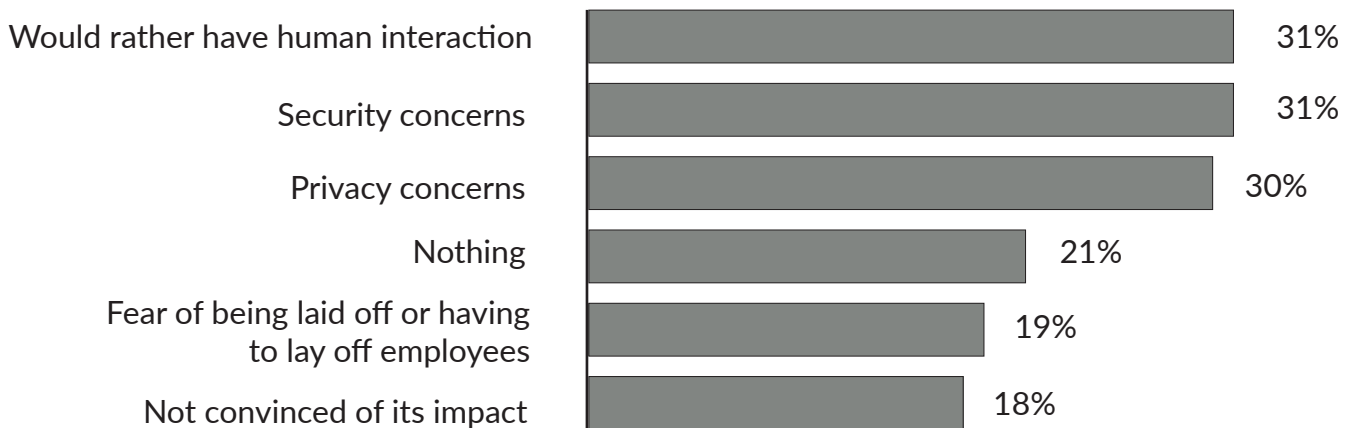 Would rather have human interaction 31%
Security concerns 31%
Privacy concerns 30%
Nothing 21%
Fear of being laid off or having
to lay off employees 19%
Not convinced of its impact 18%